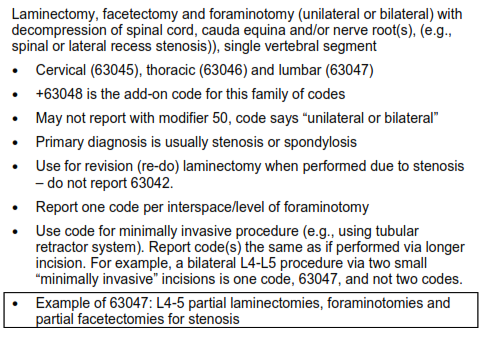 Laminectomy, facetectomy and foraminotomy (unilateral or bilateral) with
decompression of spinal cord, cauda equina and/or nerve root(s), (e.g.,
spinal or lateral recess stenosis)), single vertebral segment
• Cervical (63045), thoracic (63046) and lumbar (63047)
• +63048 is the add-on code for this family of codes
• May not report with modifier 50, code says “unilateral or bilateral”
• Primary diagnosis is usually stenosis or spondylosis
• Use for revision (re-do) laminectomy when performed due to stenosis
– do not report 63042.
• Report one code per interspace/level of foraminotomy
• Use code for minimally invasive procedure (e.g., using tubular
retractor system). Report code(s) the same as if performed via longer
incision. For example, a bilateral L4-L5 procedure via two small
“minimally invasive” incisions is one code, 63047, and not two codes.
• Example of 63047: L4-5 partial laminectomies, foraminotomies and
partial facetectomies for stenosis